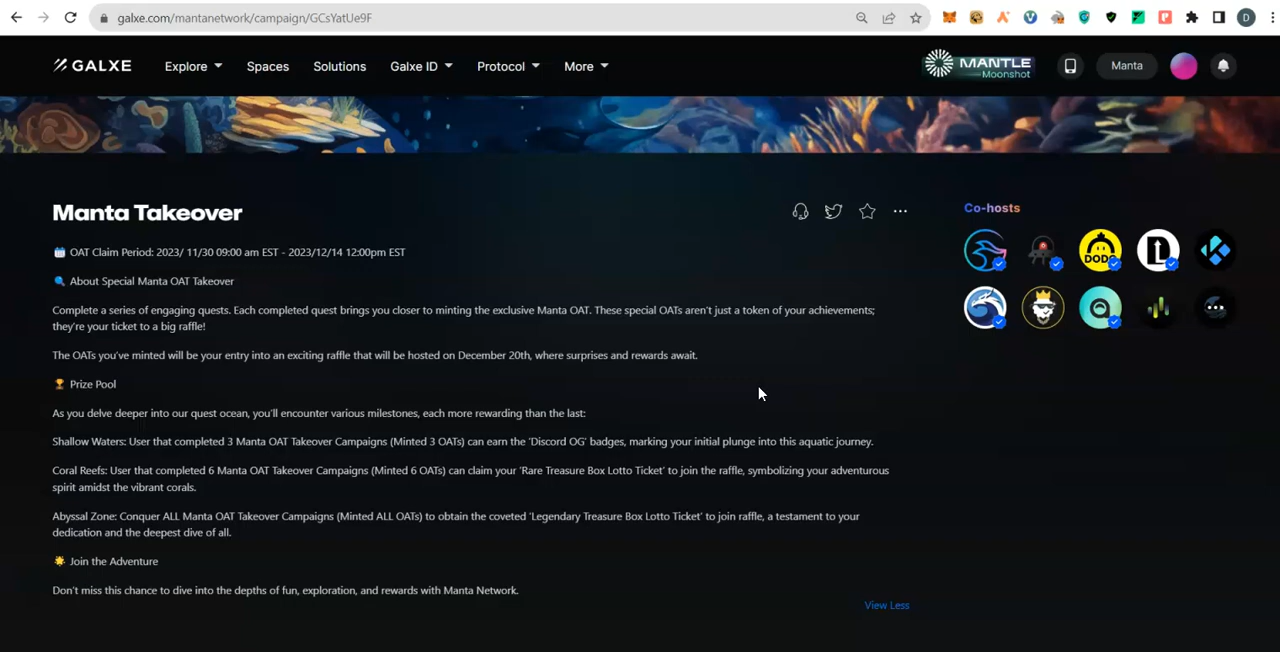 galxe.com/mantanetwork/campaign/GCsYatUe9F
D
GALXE
Explore
Spaces
Solutions
Galxe ID
Protocol
More
MANTLE
Moonshot
Manta
Manta Takeover
Co-hosts
OAT Claim Period: 2023/ 11/30 09:00 am EST - 2023/12/14 12:00pm EST
About Special Manta OAT Takeover
DODO
Complete a series of engaging quests. Each completed quest brings you closer to minting the exclusive Manta OAT. These special OATs aren't just a token of your achievements;
they're your ticket to a big raffle!
The OATs you've minted will be your entry into an exciting raffle that will be hosted on December 20th, where surprises and rewards await.
Prize Pool
As you delve deeper into our quest ocean, you'll encounter various milestones, each more rewarding than the last:
Shallow Waters: User that completed 3 Manta OAT Takeover Campaigns (Minted 3 OATs) can earn the 'Discord OG' badges, marking your initial plunge into this aquatic journey.
Coral Reefs: User that completed 6 Manta OAT Takeover Campaigns (Minted 6 OATs) can claim your 'Rare Treasure Box Lotto Ticket' to join the raffle, symbolizing your adventurous
spirit amidst the vibrant corals.
Abyssal Zone: Conquer ALL Manta OAT Takeover Campaigns (Minted ALL OATs) to obtain the coveted 'Legendary Treasure Box Lotto Ticket' to join raffle, a testament to your
dedication and the deepest dive of all.
Join the Adventure
Don't miss this chance to dive into the depths of fun, exploration, and rewards with Manta Network.
View Less